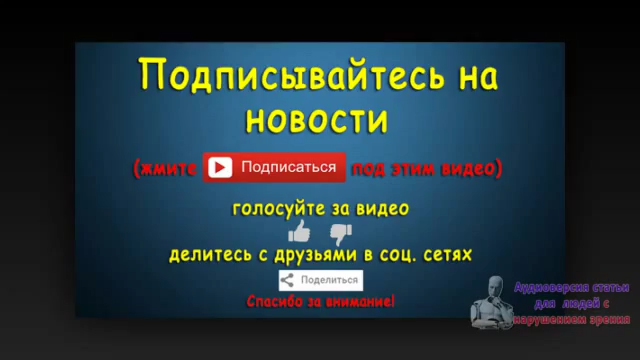 Подписывайтесь на
новости
(жмите Подписаться под этим видео)
голосуйте за видео
делитесь с друзьями в соц. сетях
Поделиться
Спасибо за внимание!
Аудиоверсия статьи
для людей с
нарушением зрения